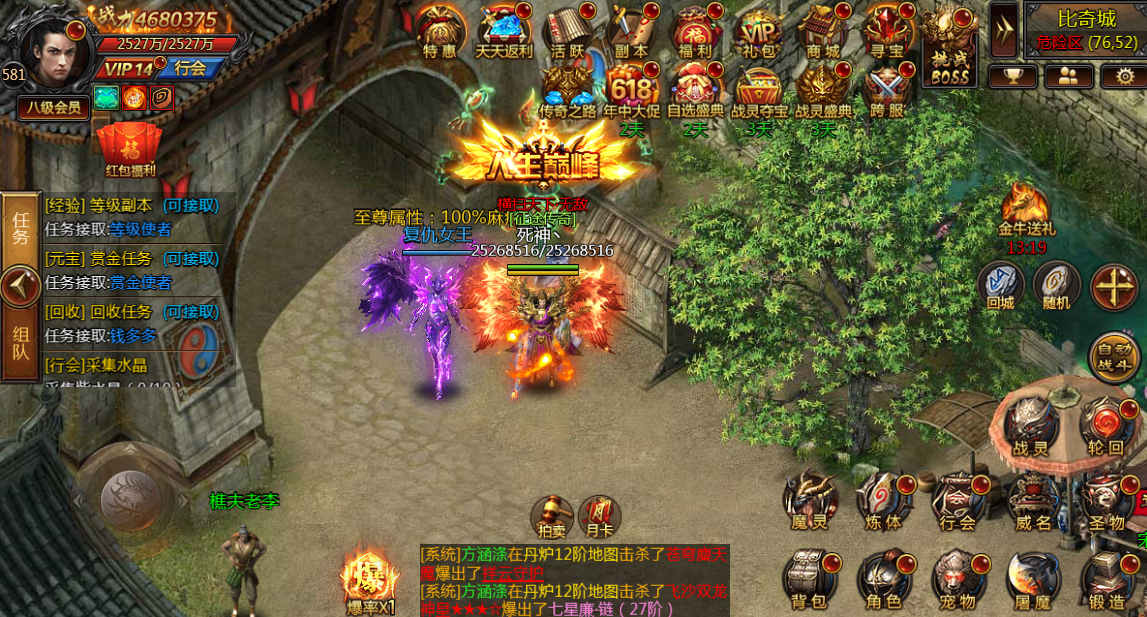 战力4680375
2527万/2527万
581
VIP 14
行会
八级会员
特惠
天天返利
活跃
副本
福利
VIP
礼包
商城
寻宝
挑战
BOSS
比奇城
危险区 (76,52)
传奇之路
618
年中大促
2天
自选盛典
2天
战灵夺宝
3天
战灵盛典
3天
跨服
福
红包福利
人生巅峰
任务
[经验] 等级副本 (可接取)
任务接取:等级使者
[元宝] 赏金任务 (可接取)
任务接取:赏金使者
[回收] 回收任务 (可接取)
任务接取:钱多多
[行会]采集水晶
组队
横扫天下·无敌
至尊属性：100%麻
[征途传奇]
复仇女王
死神丶
25268516/25268516
金牛送礼
13:19
回城
随机
自动
战斗
战灵
轮回
樵夫老李
拍卖
月
月卡
魔灵
炼体
行会
威名
圣物
爆
爆率X1
[系统]方涵涤在丹炉12阶地图击杀了苍穹魔天
魔爆出了祥云守护
[系统]方涵涤在丹炉12阶地图击杀了飞沙双龙
神皇★★★☆爆出了七星廉·链（27阶）
背包
角色
宠物
屠魔
锻造